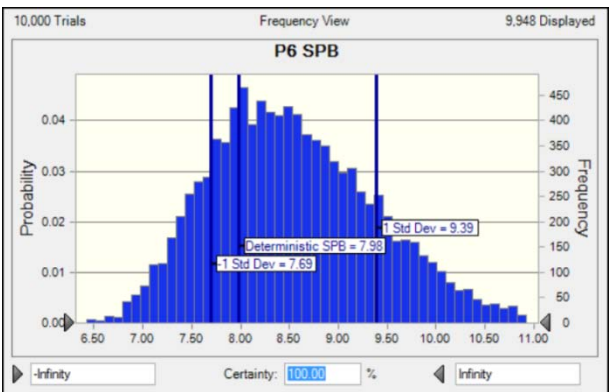 10,000 Trials Frequency View 9,948 Displayed
P6 SPB
Probability
0.04
0.03
0.02
0.01
0.00
Frequency
450
400
350
300
250
200
150
100
50
0
1 Std Dev = 9.39
Deterministic SPB = 7.98
-1 Std Dev = 7.69
6.50 7.00 7.50 8.00 8.50 9.00 9.50 10.00 10.50 11.00
-Infinity Certainty: 100.00 % Infinity